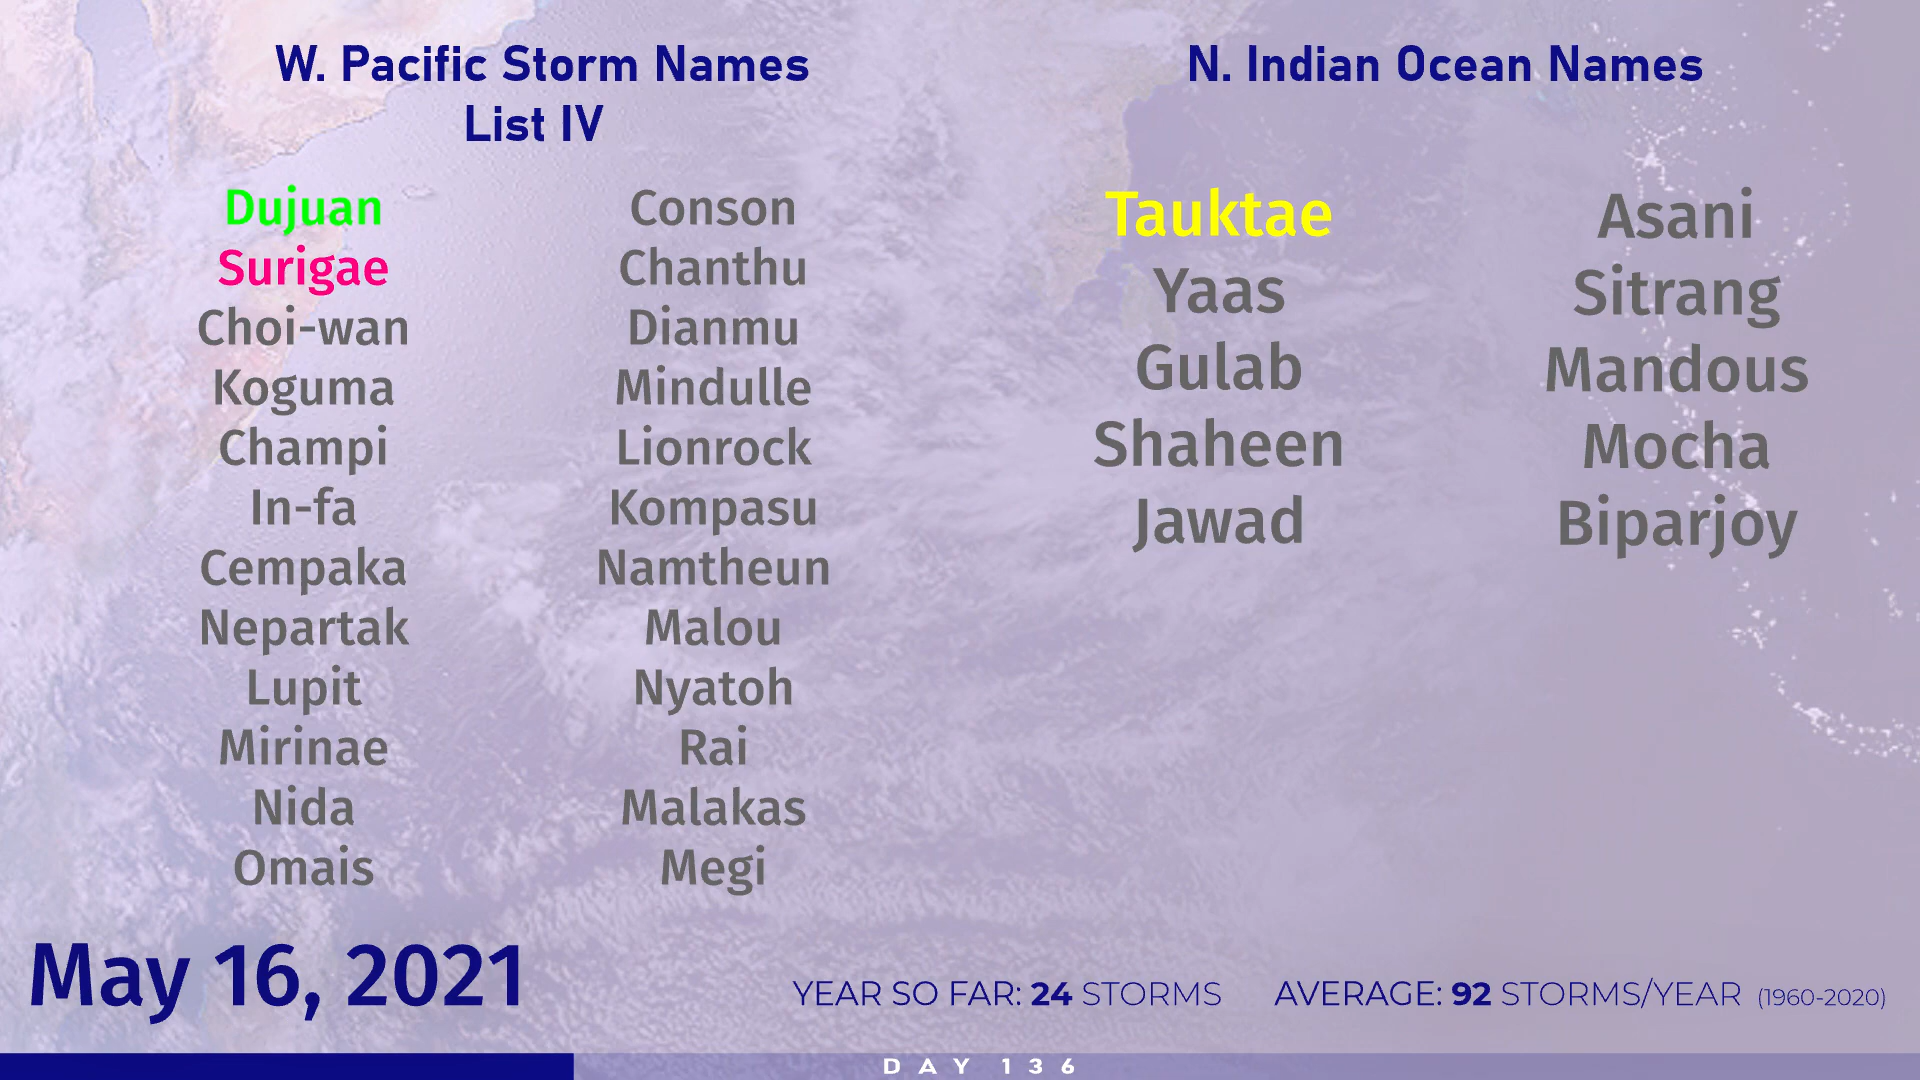 W. Pacific Storm Names
List IV
Dujuan
Surigae
Choi-wan
Koguma
Champi
In-fa
Cempaka
Nepartak
Lupit
Mirinae
Nida
Omais
Conson
Chanthu
Dianmu
Mindulle
Lionrock
Kompasu
Namtheun
Malou
Nyatoh
Rai
Malakas
Megi
N. Indian Ocean Names
Tauktae
Yaas
Gulab
Shaheen
Jawad
Asani
Sitrang
Mandous
Mocha
Biparjoy
May 16, 2021
YEAR SO FAR: 24 STORMS
AVERAGE: 92 STORMS/YEAR (1960-2020)
DAY 136